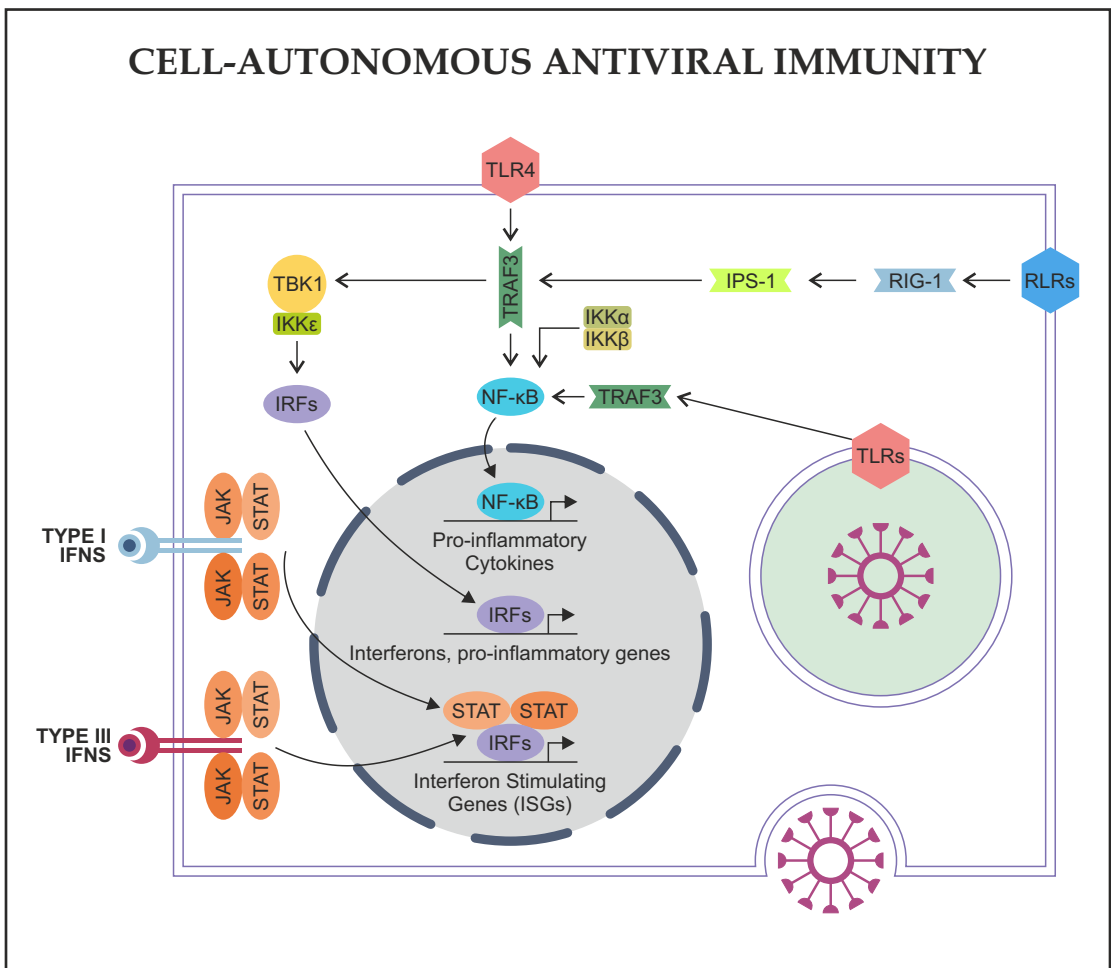 CELL-AUTONOMOUS ANTIVIRAL IMMUNITY
TLR4
TBK1
IKKε
TRAF3
IPS-1
RIG-1
RLRs
IKKα
IKKβ
IRFs
NF-κB
TRAF3
TLRs
JAK
STAT
TYPE I
IFNS
JAK
STAT
NF-κB
Pro-inflammatory
Cytokines
IRFs
Interferons, pro-inflammatory genes
JAK
STAT
TYPE III
IFNS
JAK
STAT
STAT
STAT
IRFs
Interferon Stimulating
Genes (ISGs)